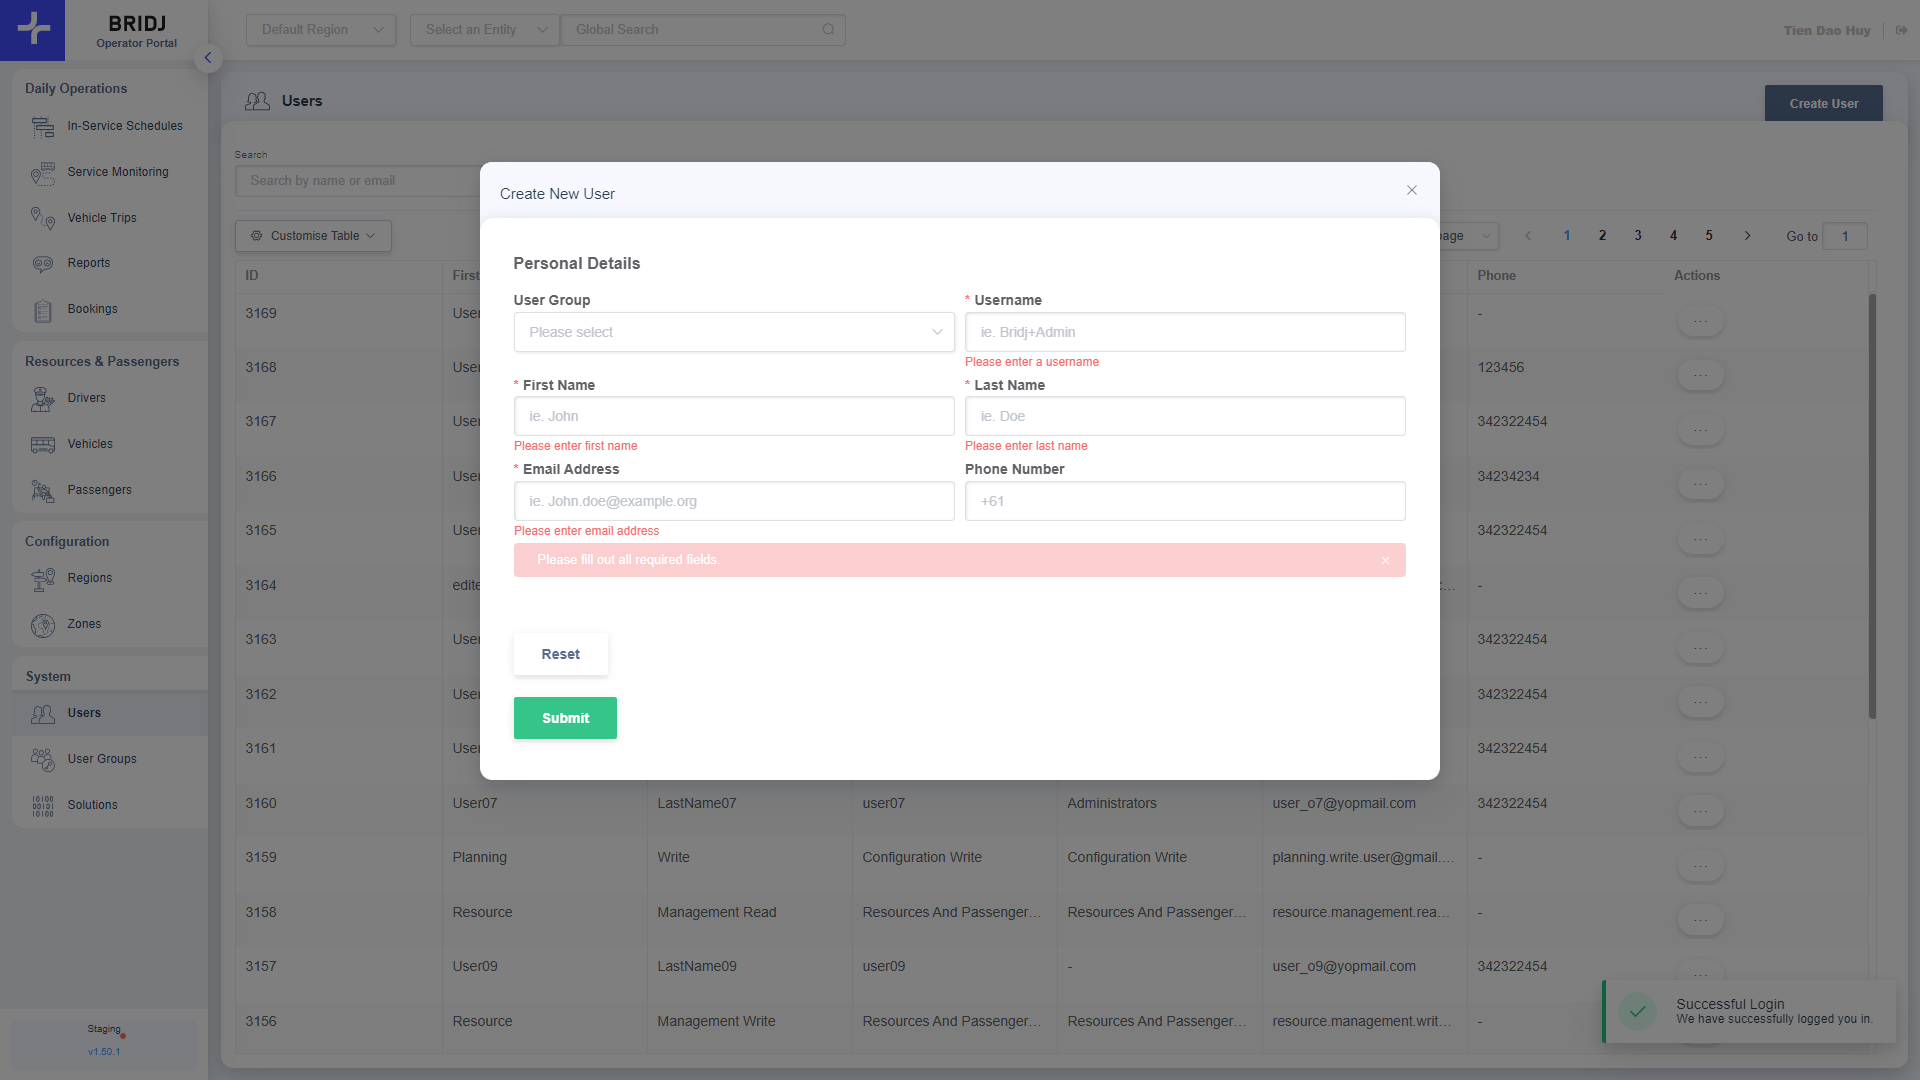 BRIDJ
Operator Portal
Default Region
Select an Entity
Global Search
Tien Dao Huy
Daily Operations
In-Service Schedules
Service Monitoring
Vehicle Trips
Reports
Bookings
Resources & Passengers
Drivers
Vehicles
Passengers
Configuration
Regions
Zones
System
Users
User Groups
Solutions
Staging
v1.50.1
Users
Create User
Search
Search by name or email
Customise Table
1 2 3 4 5
Go to 1
ID First Phone Actions
3169 User -
3168 User 123456
3167 User 342322454
3166 User 34234234
3165 User 342322454
3164 edite c... -
3163 User 342322454
3162 User 342322454
3161 User 342322454
3160 User07 LastName07 user07 Administrators user_o7@yopmail.com 342322454
3159 Planning Write Configuration Write Configuration Write planning.write.user@gmail.... -
3158 Resource Management Read Resources And Passenger... Resources And Passenger... resource.management.rea... -
3157 User09 LastName09 user09 - user_o9@yopmail.com 342322454
3156 Resource Management Write Resources And Passenger... Resources And Passenger... resource.management.writ... -
Create New User
Personal Details
User Group
Please select
* Username
ie. Bridj+Admin
Please enter a username
* First Name
ie. John
Please enter first name
* Last Name
ie. Doe
Please enter last name
* Email Address
ie. John.doe@example.org
Please enter email address
Phone Number
+61
Please fill out all required fields.
Reset
Submit
Successful Login
We have successfully logged you in.